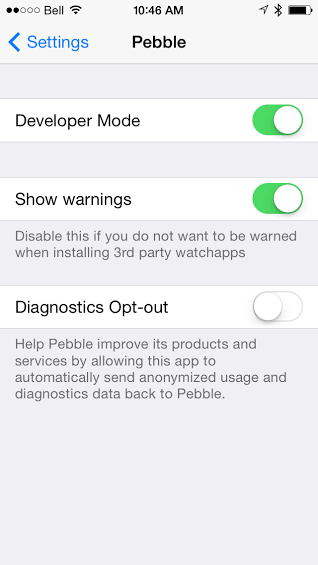 Bell 10:46 AM
Settings Pebble
Developer Mode
Show warnings
Disable this if you do not want to be warned
when installing 3rd party watchapps
Diagnostics Opt-out
Help Pebble improve its products and
services by allowing this app to
automatically send anonymized usage and
diagnostics data back to Pebble.